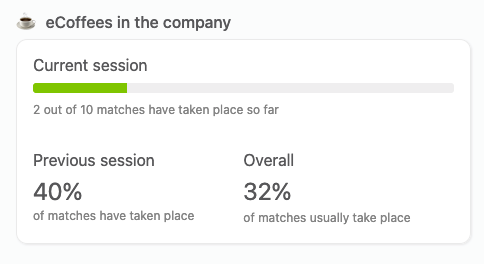 eCoffees in the company
Current session
2 out of 10 matches have taken place so far
Previous session
Overall
40%
32%
of matches have taken place
of matches usually take place